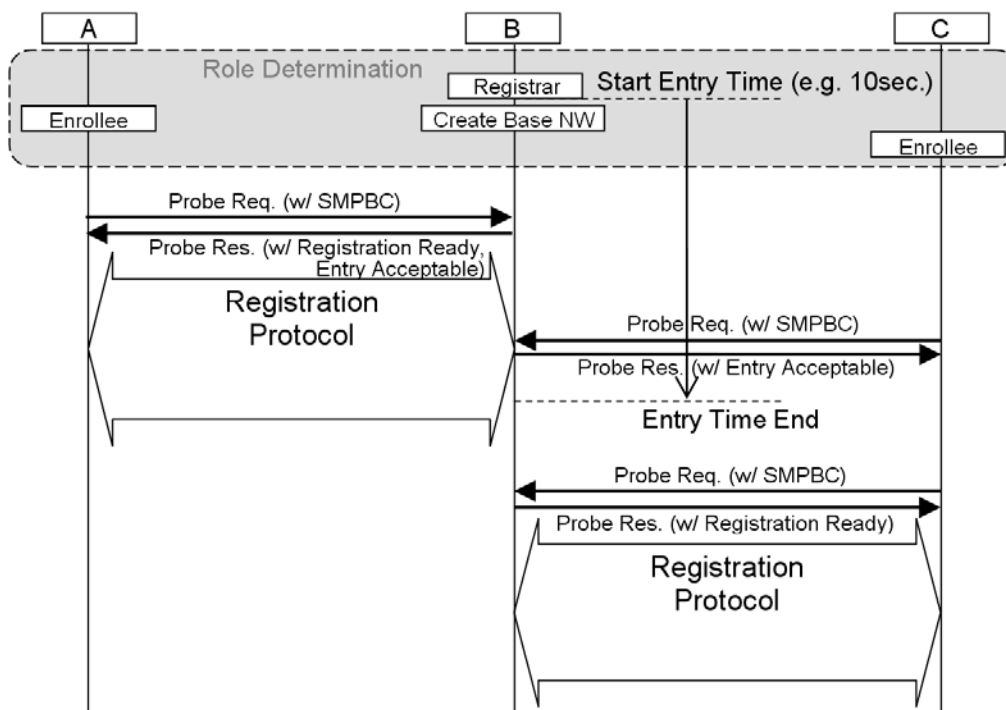 A
B
C
Role Determination
Registrar
Start Entry Time (e.g. 10sec.)
Enrollee
Create Base NW
Enrollee
Probe Req. (w/ SMPBC)
Probe Res. (w/ Registration Ready,
Entry Acceptable)
Registration
Protocol
Probe Req. (w/ SMPBC)
Probe Res. (w/ Entry Acceptable)
Entry Time End
Probe Req. (w/ SMPBC)
Probe Res. (w/ Registration Ready)
Registration
Protocol